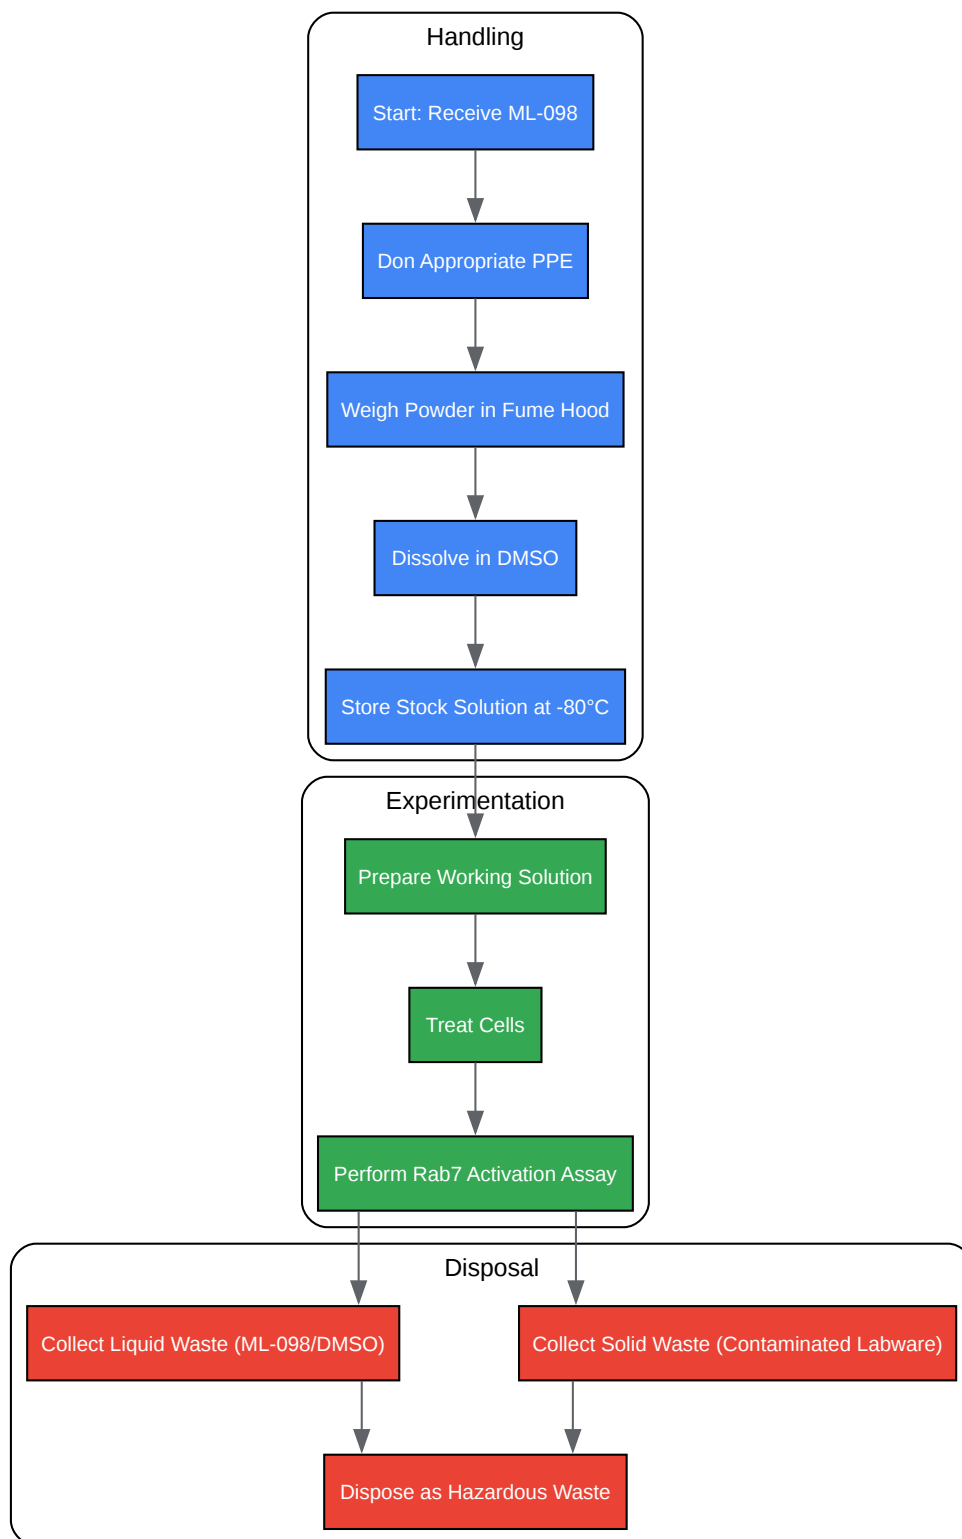 Handling
Start: Receive ML-098
Don Appropriate PPE
Weigh Powder in Fume Hood
Dissolve in DMSO
Store Stock Solution at -80°C
Experimentation
Prepare Working Solution
Treat Cells
Perform Rab7 Activation Assay
Disposal
Collect Liquid Waste (ML-098/DMSO)
Collect Solid Waste (Contaminated Labware)
Dispose as Hazardous Waste